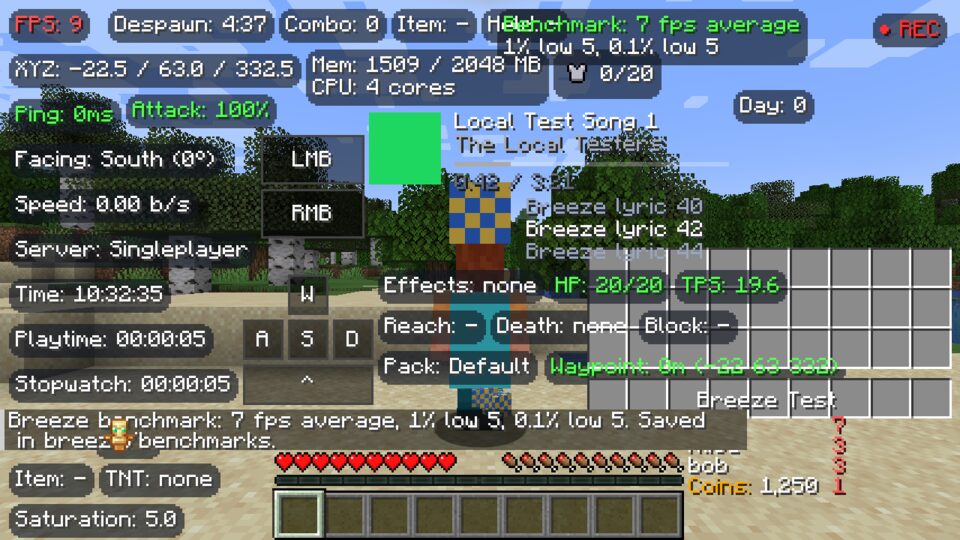 FPS: 9
Despawn: 4:37
Combo: 0
Item: -
Benchmark: 7 fps average
1% low 5, 0.1% low 5
REC
XYZ: -22.5 / 63.0 / 332.5
Mem: 1509 / 2048 MB
CPU: 4 cores
0/20
Day: 0
Ping: 0ms
Attack: 100%
Local Test Song 1
The Local Testers
Facing: South (0°)
LMB
Speed: 0.00 b/s
RMB
Breeze lyric 40
Breeze lyric 42
Breeze lyric 44
Server: Singleplayer
Effects: none
HP: 20/20
TPS: 19.6
Time: 10:32:35
W
Reach: -
Death: none
Block: -
Playtime: 00:00:05
A
S
D
Pack: Default
Waypoint: 0m (-22 63 332)
Stopwatch: 00:00:05
^
Breeze Test
Breeze benchmark: 7 fps average, 1% low 5, 0.1% low 5. Saved
in breeze benchmarks.
7
3
bob 3
Coins: 1,250 1
Item: -
TNT: none
Saturation: 5.0